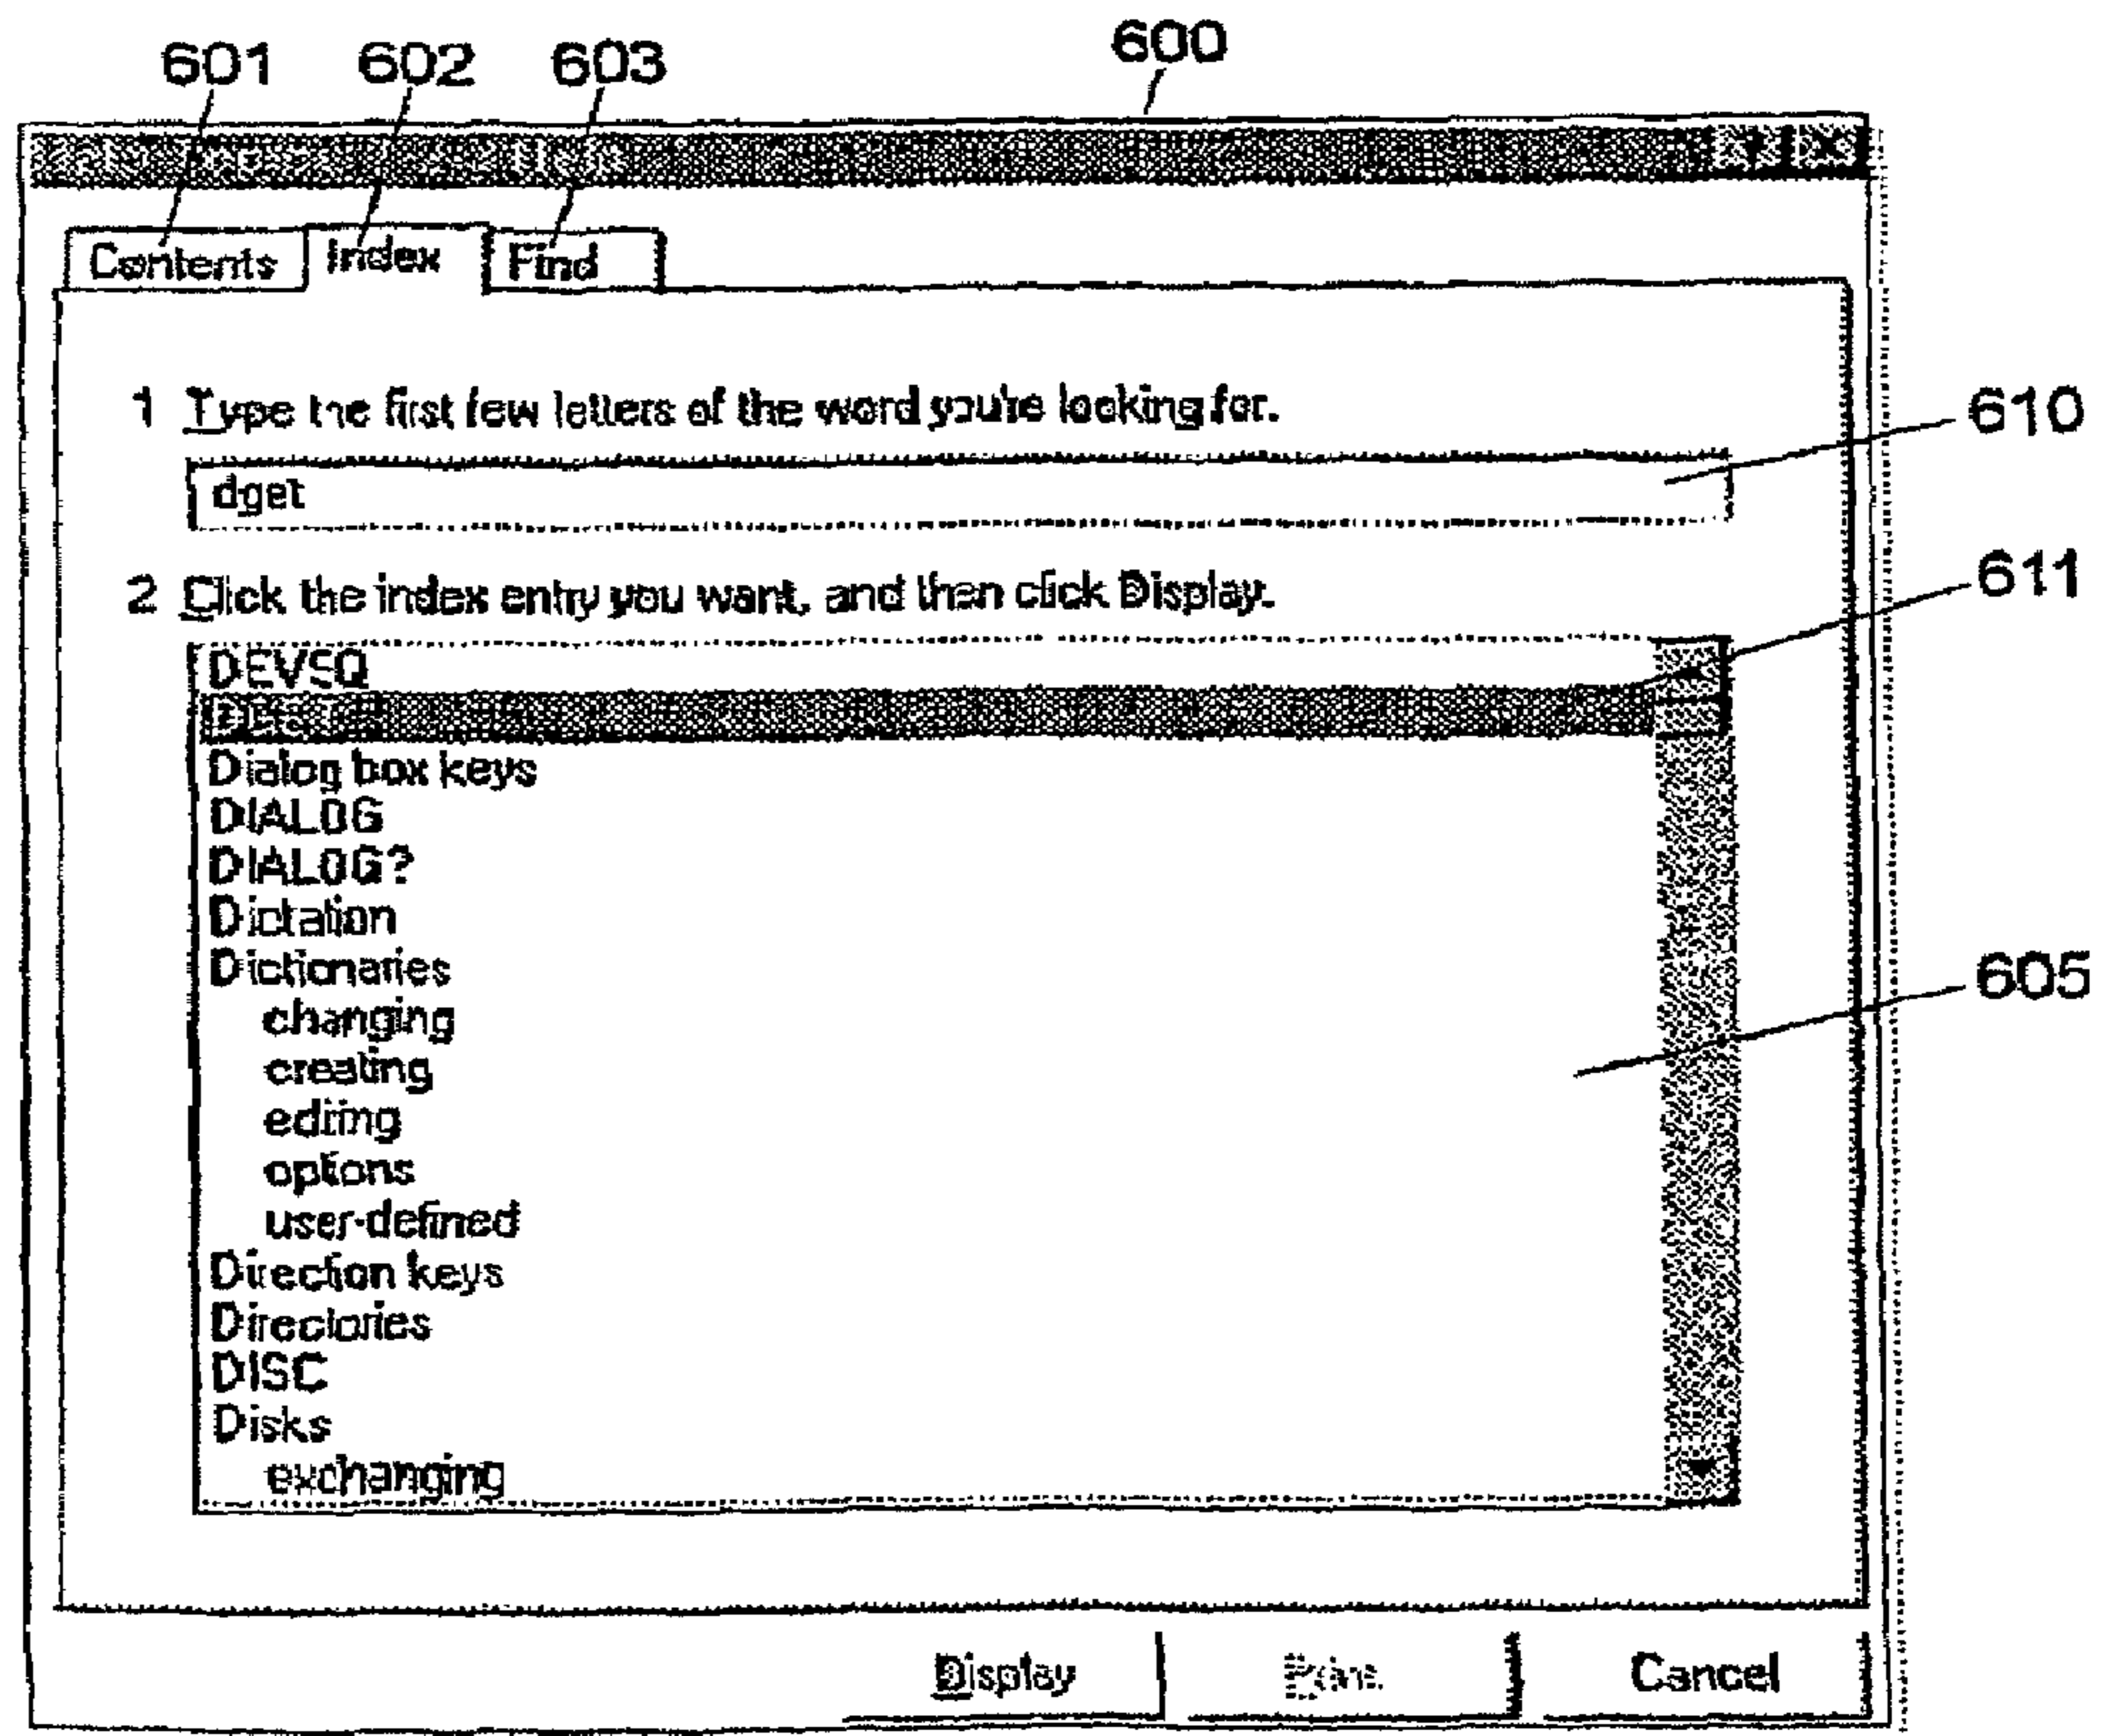 600
601 602 603
Contents Index Find
1 Type the first few letters of the word you're looking for.
610
dget
2 Click the index entry you want, and then click Display.
611
DEVSQ
Dialog box keys
DIALOG
DIALOG?
Dictation
Dictionaries
605
changing
creating
editing
options
user-defined
Direction keys
Directories
DISC
Disks
exchanging
Display Print. Cancel